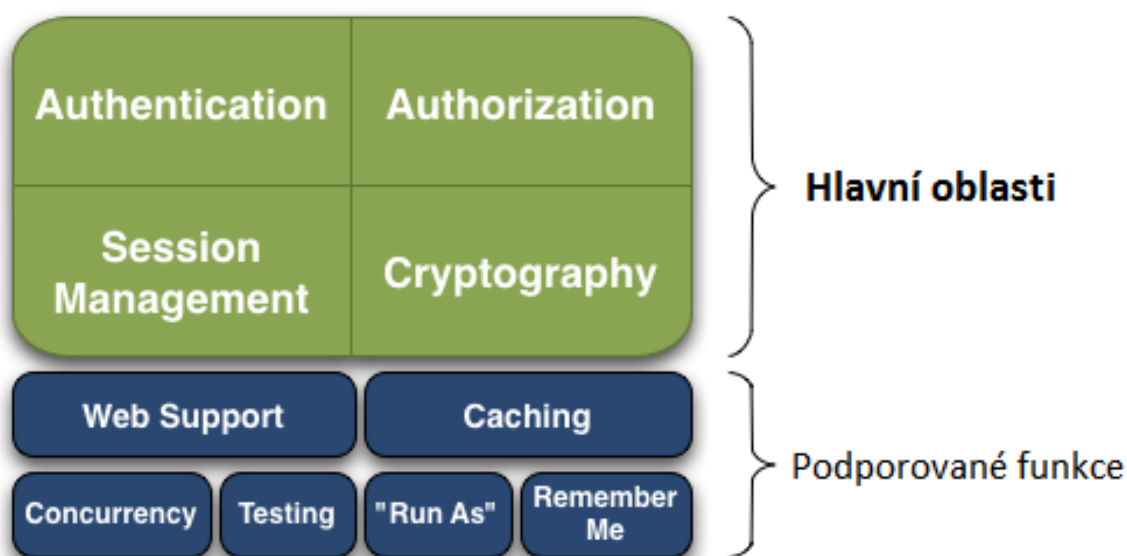 Authentication
Authorization
Hlavní oblasti
Session
Management
Cryptography
Web Support
Caching
Podporované funkce
Concurrency
Testing
"Run As"
Remember
Me